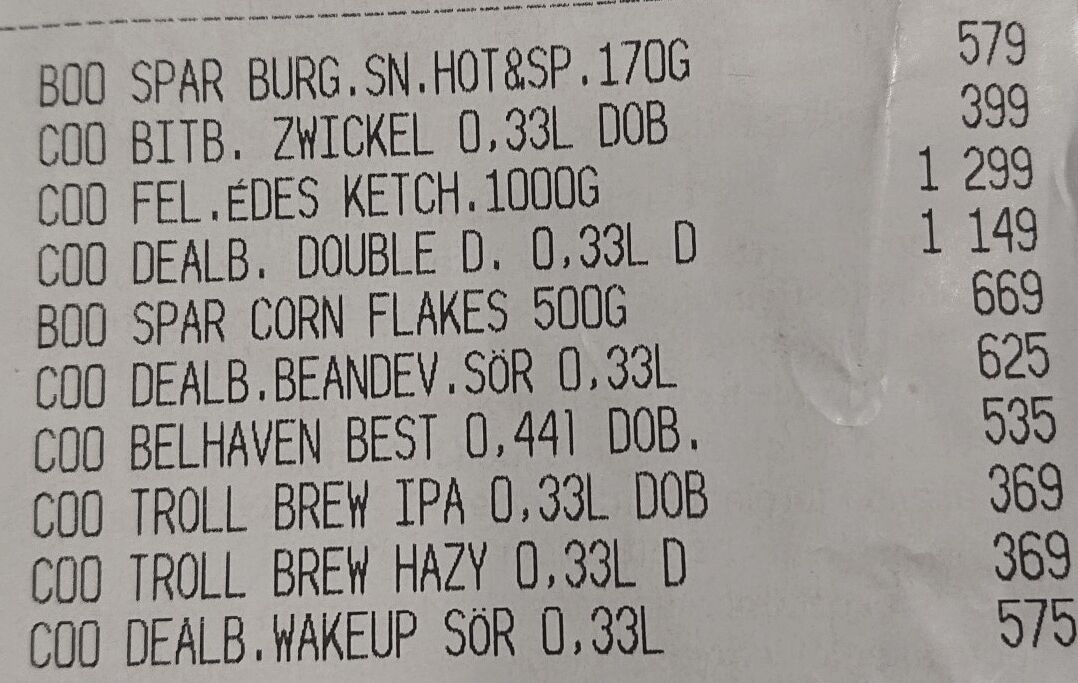 B00 SPAR BURG.SN.HOT&SP.170G 579
C00 BITB. ZWICKEL 0,33L DOB 399
C00 FEL.ÉDES KETCH.1000G 1 299
C00 DEALB. DOUBLE D. 0,33L D 1 149
B00 SPAR CORN FLAKES 500G 669
C00 DEALB.BEANDEV.SÖR 0,33L 625
C00 BELHAVEN BEST 0,44l DOB. 535
C00 TROLL BREW IPA 0,33L DOB 369
C00 TROLL BREW HAZY 0,33L D 369
C00 DEALB.WAKEUP SÖR 0,33L 575